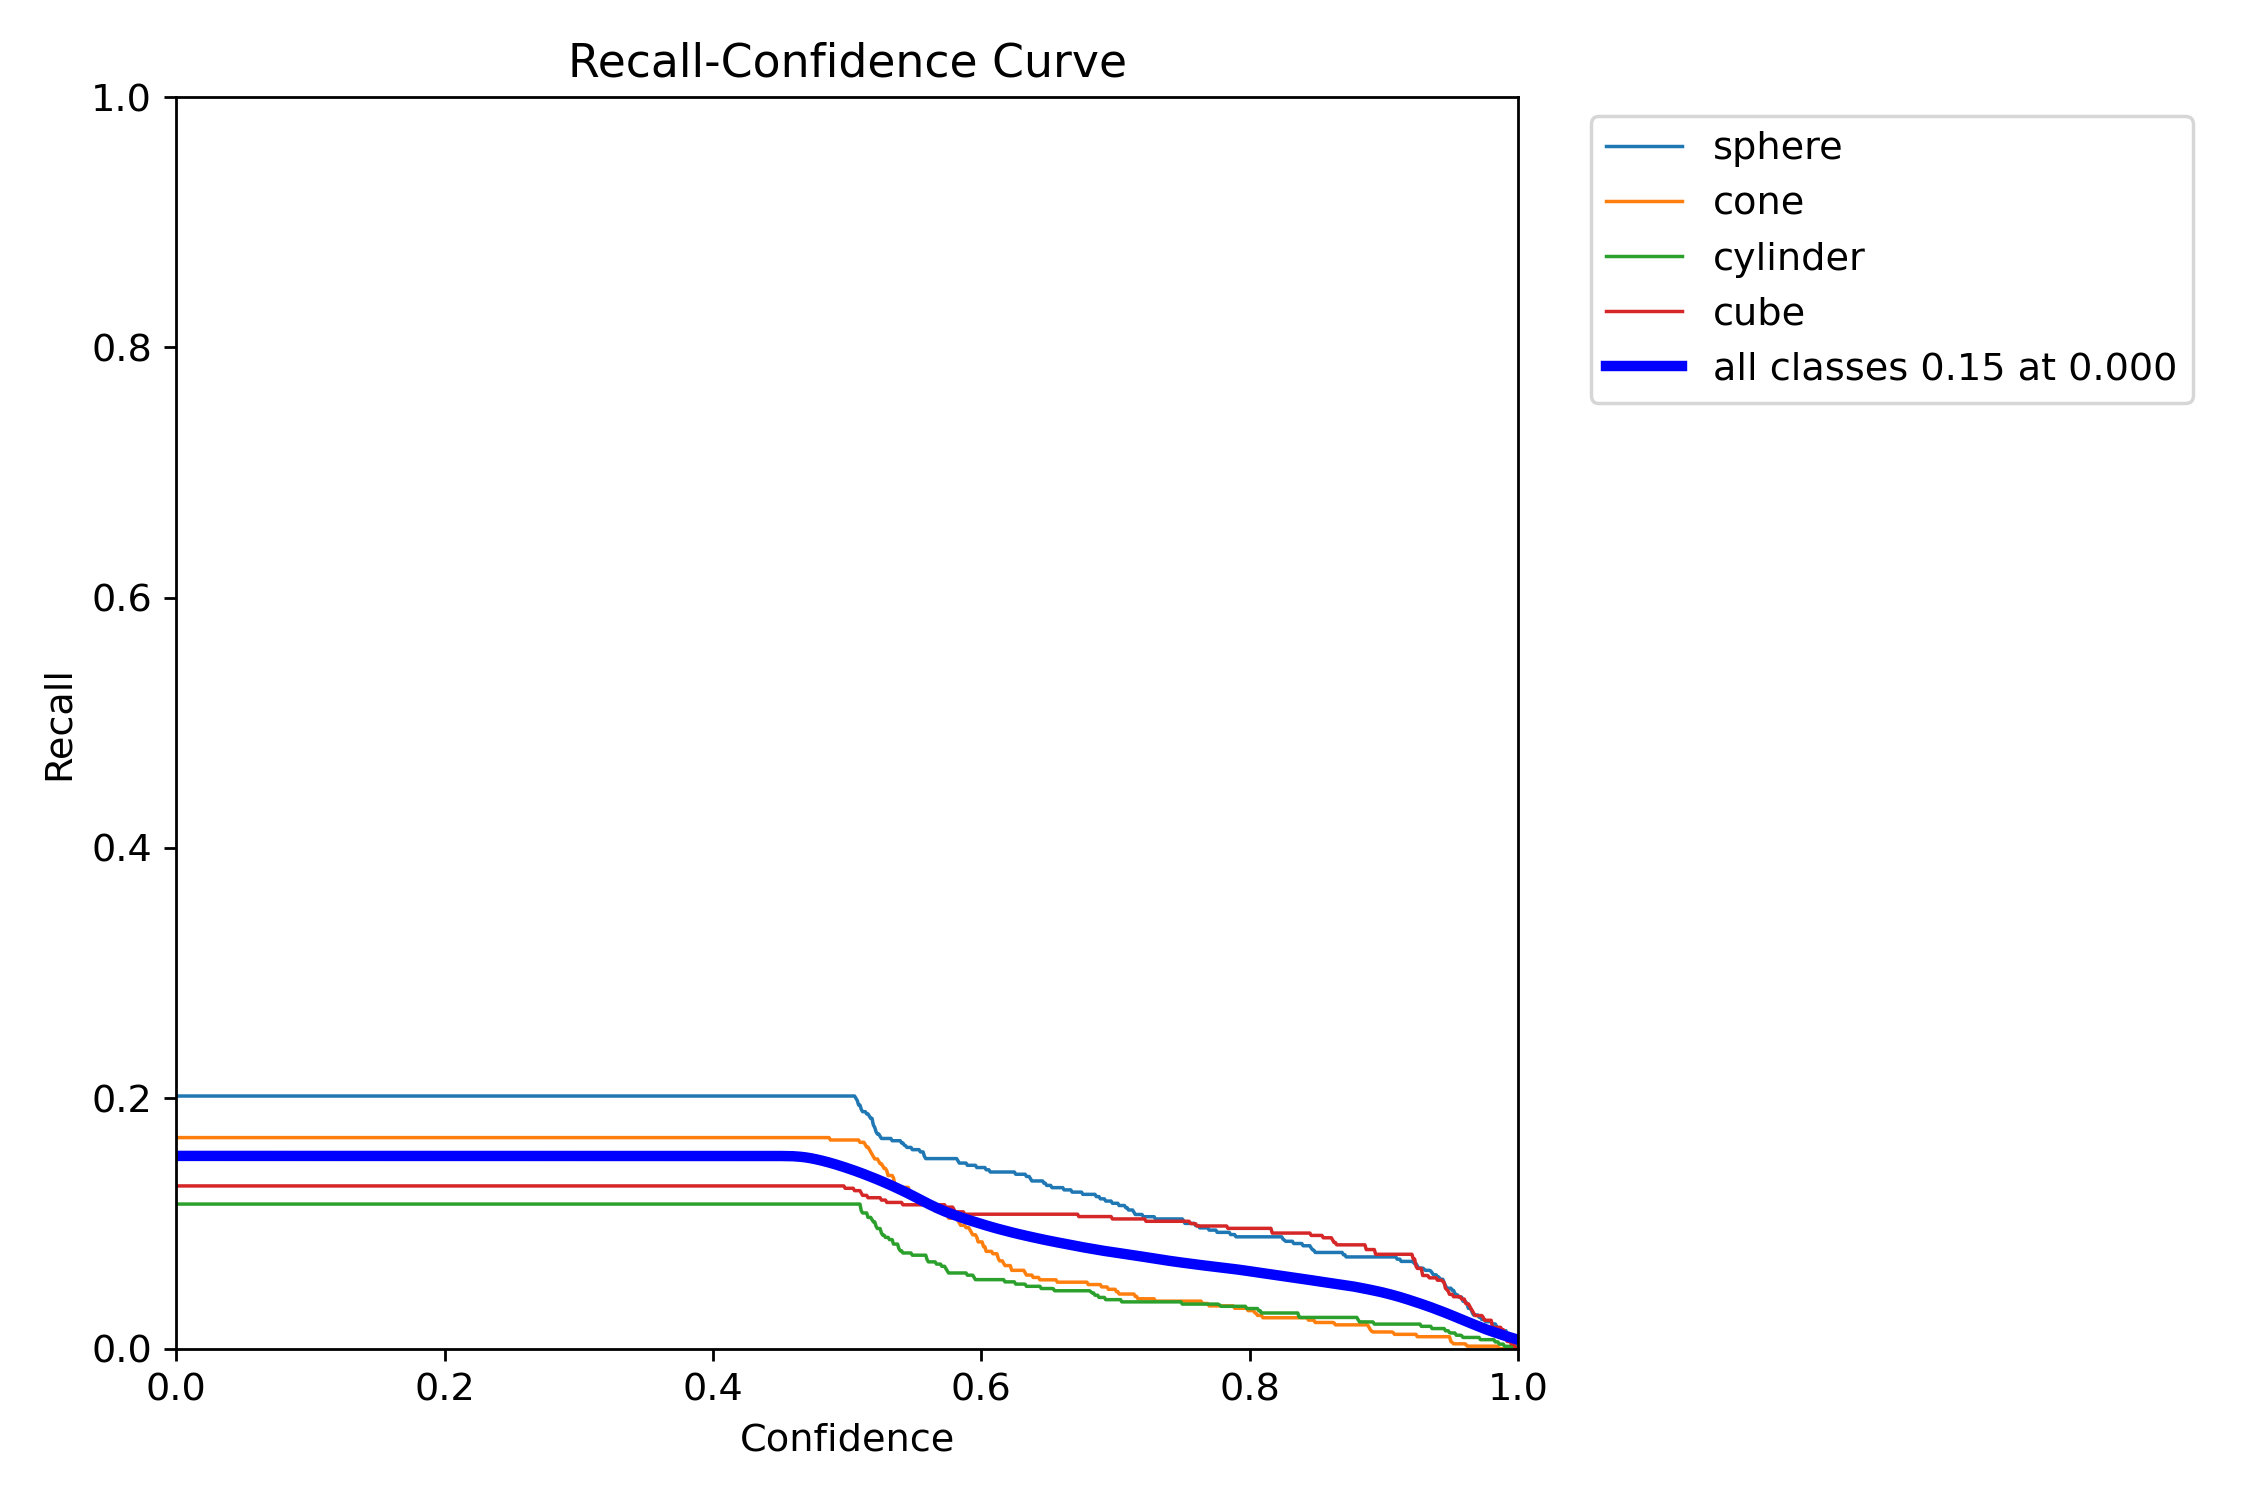 Recall-Confidence Curve
1.0
0.8
0.6
0.4
0.2
0.0
Recall
0.0 0.2 0.4 0.6 0.8 1.0
Confidence
sphere
cone
cylinder
cube
all classes 0.15 at 0.000